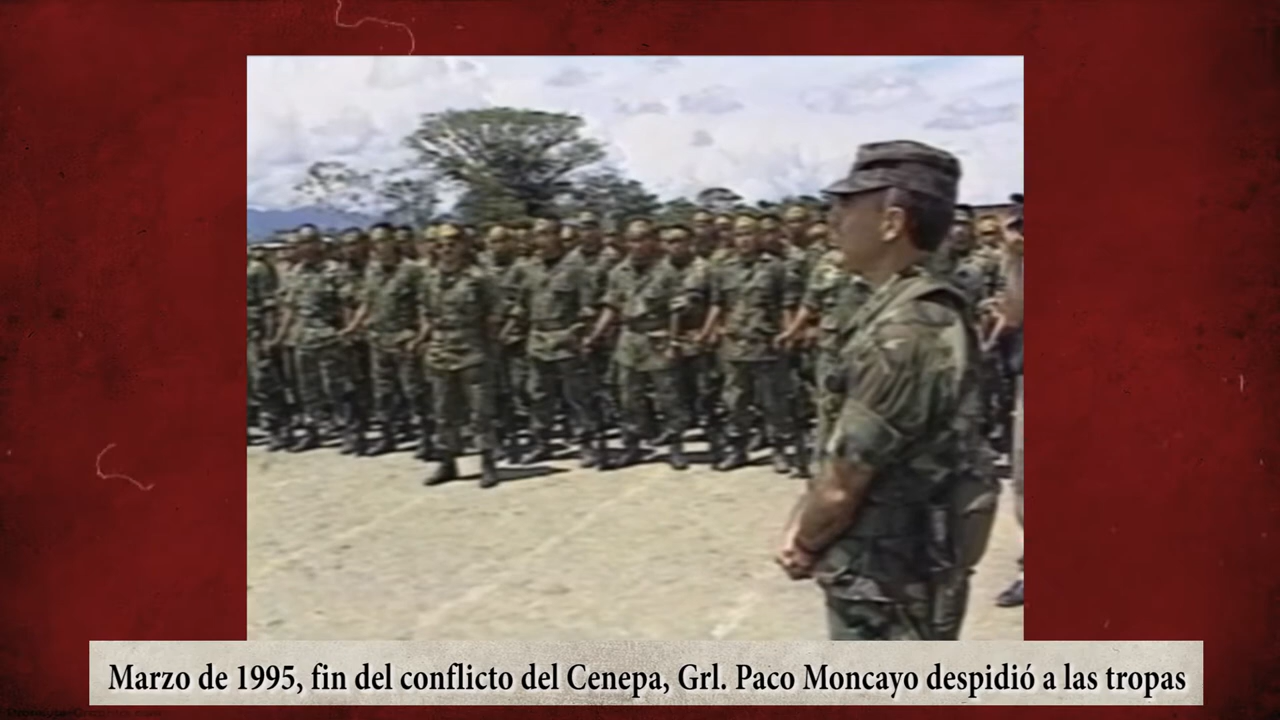 Marzo de 1995, fin del conflicto del Cenepa, Grl. Paco Moncayo despidió a las tropas